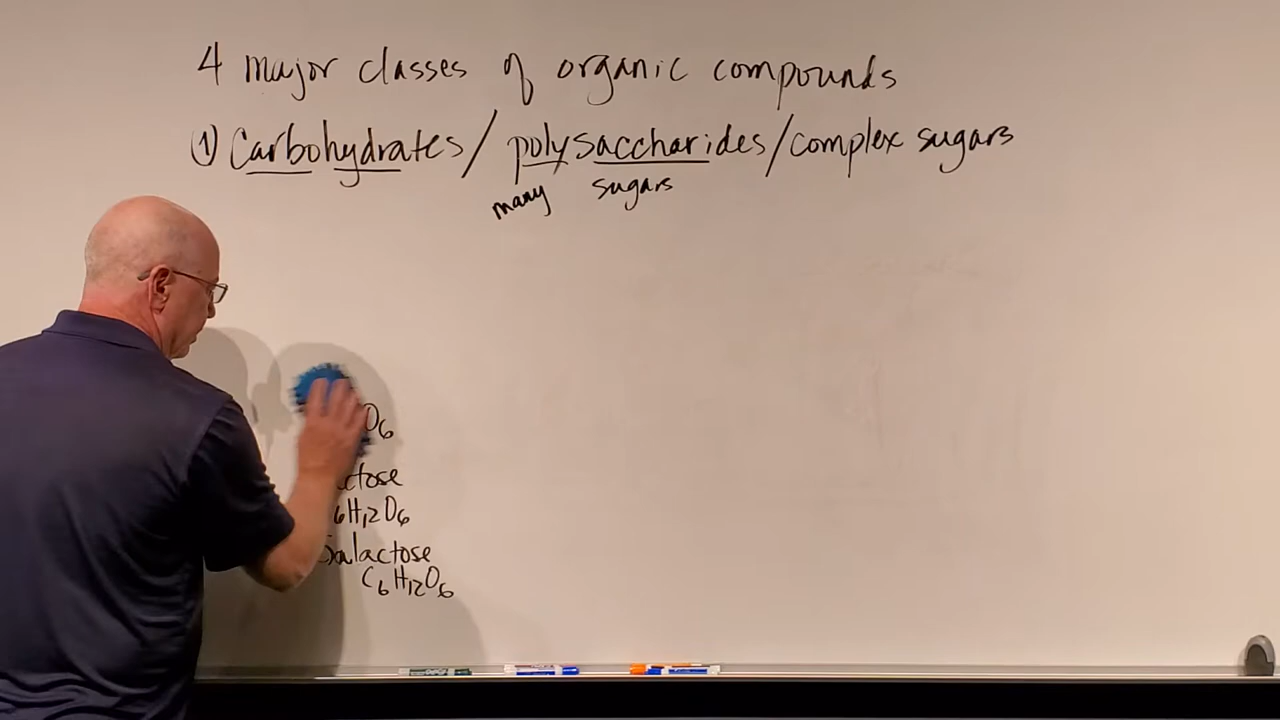 4 major classes of organic compounds
① Carbohydrates/polysaccharides/complex sugars
many sugars
O6
ctose
6H12O6
Galactose
C6H12O6